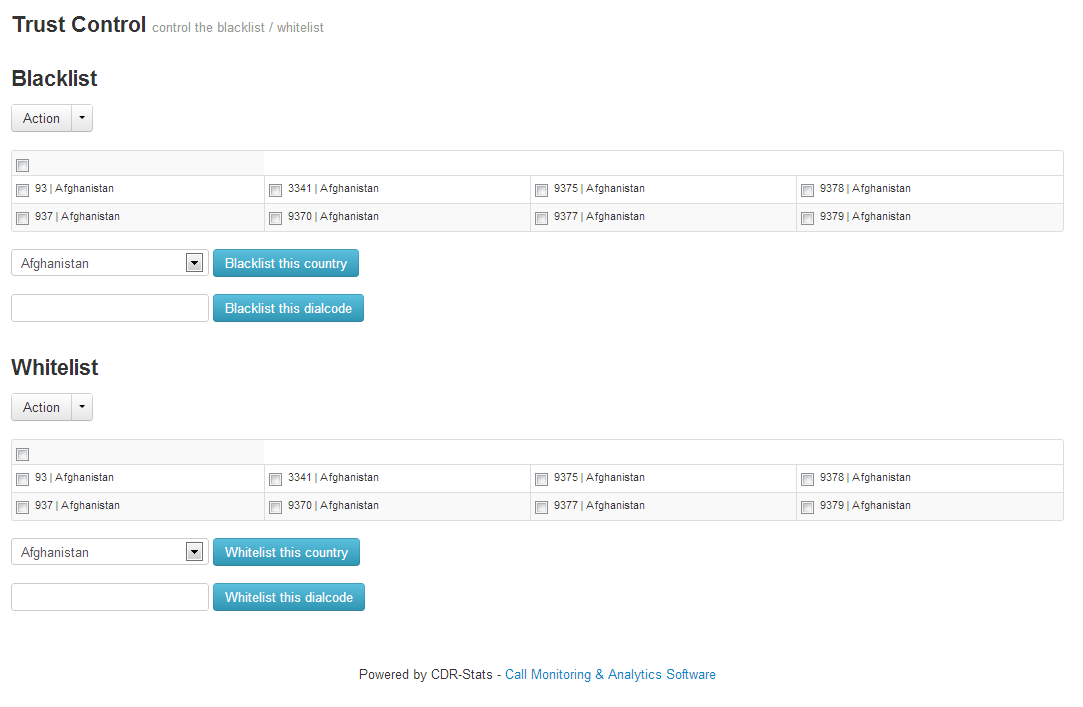 Trust Control control the blacklist / whitelist
Blacklist
Action
93 | Afghanistan 3341 | Afghanistan 9375 | Afghanistan 9378 | Afghanistan
937 | Afghanistan 9370 | Afghanistan 9377 | Afghanistan 9379 | Afghanistan
Afghanistan Blacklist this country
Blacklist this dialcode
Whitelist
Action
93 | Afghanistan 3341 | Afghanistan 9375 | Afghanistan 9378 | Afghanistan
937 | Afghanistan 9370 | Afghanistan 9377 | Afghanistan 9379 | Afghanistan
Afghanistan Whitelist this country
Whitelist this dialcode
Powered by CDR-Stats - Call Monitoring & Analytics Software